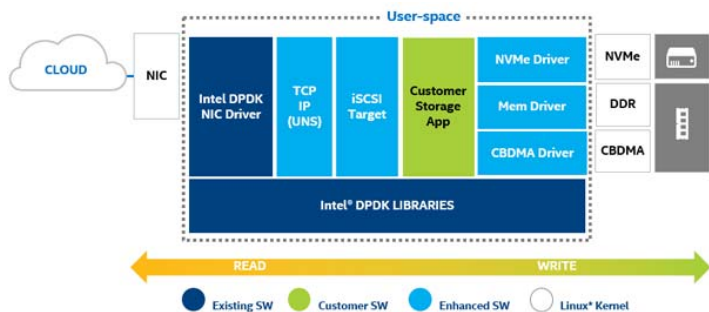 User-space
CLOUD
NIC
Intel DPDK
NIC Driver
TCP
IP
(UNS)
iSCSI
Target
Customer
Storage
App
NVMe Driver
Mem Driver
CBDMA Driver
NVMe
DDR
CBDMA
Intel® DPDK LIBRARIES
READ
WRITE
Existing SW
Customer SW
Enhanced SW
Linux* Kernel